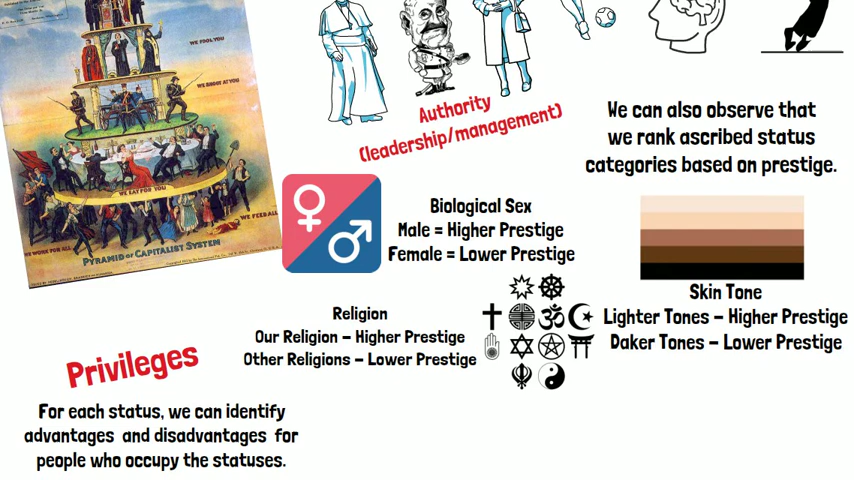 WE FOOL YOU
WE SHOOT AT YOU
WE EAT FOR YOU
WE WORK FOR ALL
WE FEED ALL
PYRAMID OF CAPITALIST SYSTEM
Authority
(leadership/management)
We can also observe that
we rank ascribed status
categories based on prestige.
Biological Sex
Male = Higher Prestige
Female = Lower Prestige
Skin Tone
Lighter Tones – Higher Prestige
Daker Tones – Lower Prestige
Religion
Our Religion – Higher Prestige
Other Religions – Lower Prestige
Privileges
For each status, we can identify
advantages and disadvantages for
people who occupy the statuses.